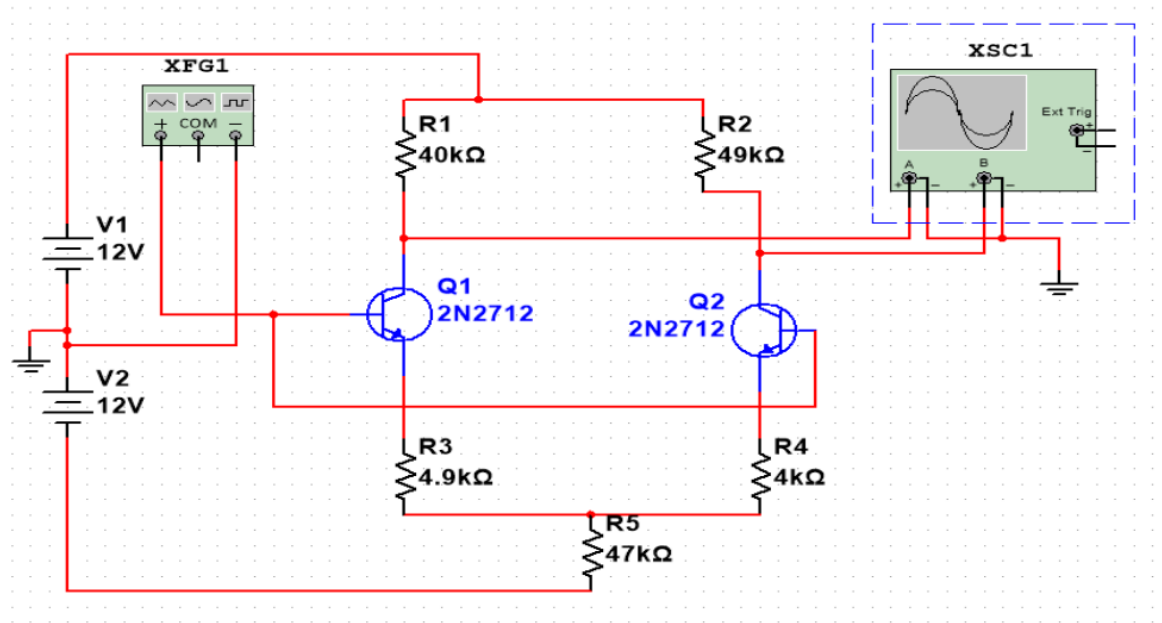 XFG1
+ COM −
XSC1
Ext Trig
+
−
A
B
+ −
+ −
R1
40kΩ
R2
49kΩ
V1
12V
Q1
2N2712
Q2
2N2712
V2
12V
R3
4.9kΩ
R4
4kΩ
R5
47kΩ